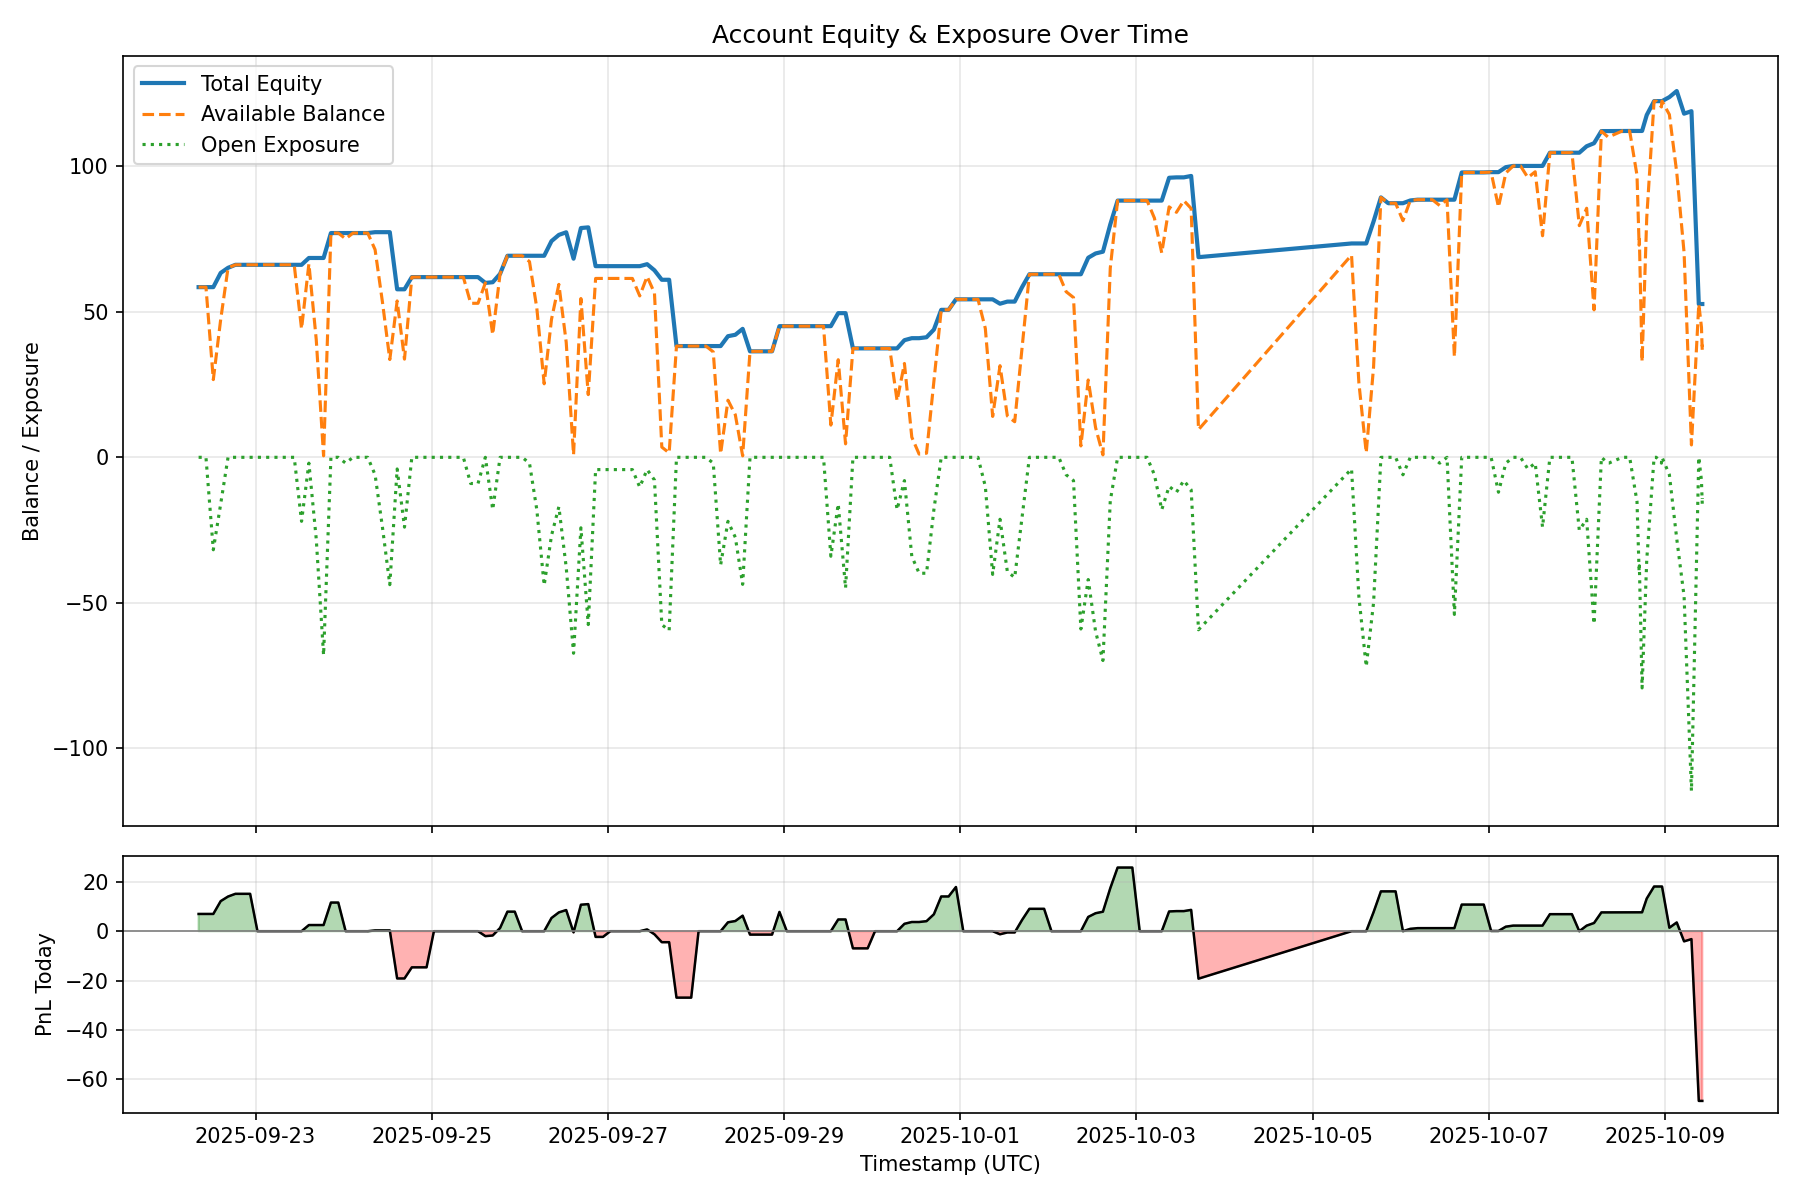 Account Equity & Exposure Over Time
Total Equity
Available Balance
Open Exposure
Balance / Exposure
100
50
0
−50
−100
PnL Today
20
0
−20
−40
−60
2025-09-23
2025-09-25
2025-09-27
2025-09-29
2025-10-01
2025-10-03
2025-10-05
2025-10-07
2025-10-09
Timestamp (UTC)